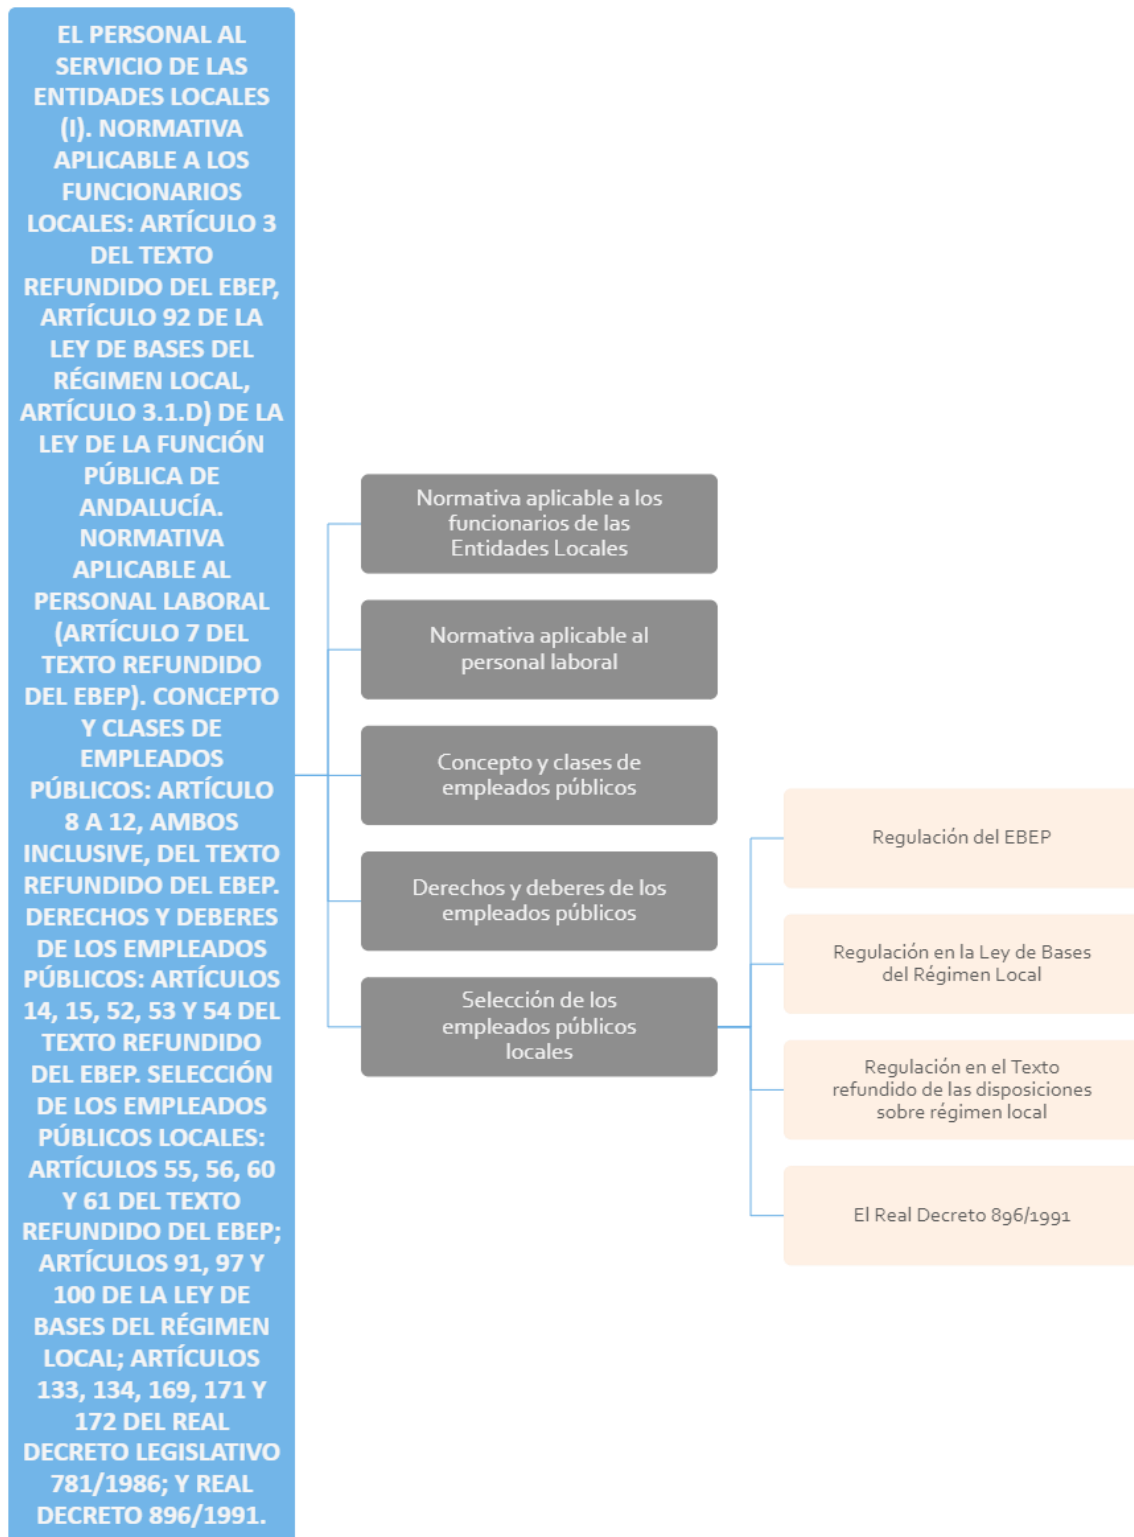 EL PERSONAL AL
SERVICIO DE LAS
ENTIDADES LOCALES
(I). NORMATIVA
APLICABLE A LOS
FUNCIONARIOS
LOCALES: ARTÍCULO 3
DEL TEXTO
REFUNDIDO DEL EBEP,
ARTÍCULO 92 DE LA
LEY DE BASES DEL
RÉGIMEN LOCAL,
ARTÍCULO 3.1.D) DE LA
LEY DE LA FUNCIÓN
PÚBLICA DE
ANDALUCÍA.
NORMATIVA
APLICABLE AL
PERSONAL LABORAL
(ARTÍCULO 7 DEL
TEXTO REFUNDIDO
DEL EBEP). CONCEPTO
Y CLASES DE
EMPLEADOS
PÚBLICOS: ARTÍCULO
8 A 12, AMBOS
INCLUSIVE, DEL TEXTO
REFUNDIDO DEL EBEP.
DERECHOS Y DEBERES
DE LOS EMPLEADOS
PÚBLICOS: ARTÍCULOS
14, 15, 52, 53 Y 54 DEL
TEXTO REFUNDIDO
DEL EBEP. SELECCIÓN
DE LOS EMPLEADOS
PÚBLICOS LOCALES:
ARTÍCULOS 55, 56, 60
Y 61 DEL TEXTO
REFUNDIDO DEL EBEP;
ARTÍCULOS 91, 97 Y
100 DE LA LEY DE
BASES DEL RÉGIMEN
LOCAL; ARTÍCULOS
133, 134, 169, 171 Y
172 DEL REAL
DECRETO LEGISLATIVO
781/1986; Y REAL
DECRETO 896/1991.
Normativa aplicable a los
funcionarios de las
Entidades Locales
Normativa aplicable al
personal laboral
Concepto y clases de
empleados públicos
Derechos y deberes de los
empleados públicos
Selección de los
empleados públicos
locales
Regulación del EBEP
Regulación en la Ley de Bases
del Régimen Local
Regulación en el Texto
refundido de las disposiciones
sobre régimen local
El Real Decreto 896/1991